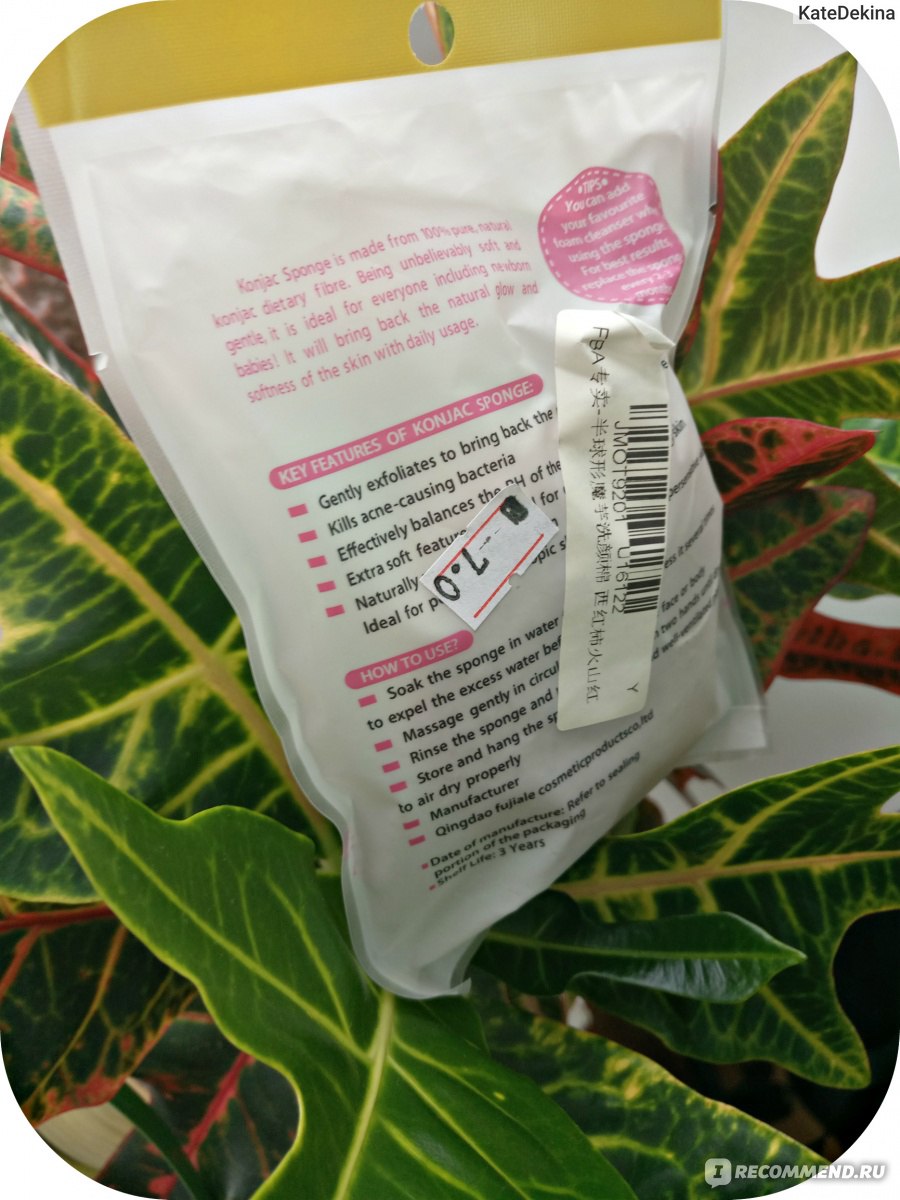 KateDekina
•TIPS•
You can add
your favourite
foam cleanser
using the sponge.
For best results,
replace the
every 2-3
Konjac Sponge is made from 100% pure, natural
konjac dietary fibre. Being unbelievably soft and
gentle, it is ideal for everyone including newborn
babies! It will bring back the natural glow and
softness of the skin with daily usage.
KEY FEATURES OF KONJAC SPONGE:
Gently exfoliates to bring back the
Kills acne-causing bacteria
Effectively balances the PH of the
Extra soft for
Naturally
Ideal for
HOW TO USE?
Soak the sponge in water
to expel the excess water
Massage gently in
face or body
Rinse the sponge and
two hands
Store and hang the
well-ventilated
to air dry properly
Manufacturer
Qingdao fujiale cosmeticproductsco,ltd
Date of manufacture: Refer to sealing
portion of the packaging
Shelf Life: 3 Years
FBA专卖-半球形魔芋洗颜棉 西红柿火山红
JMOT9201 U16122
Y
7.0
IRECOMMEND.RU